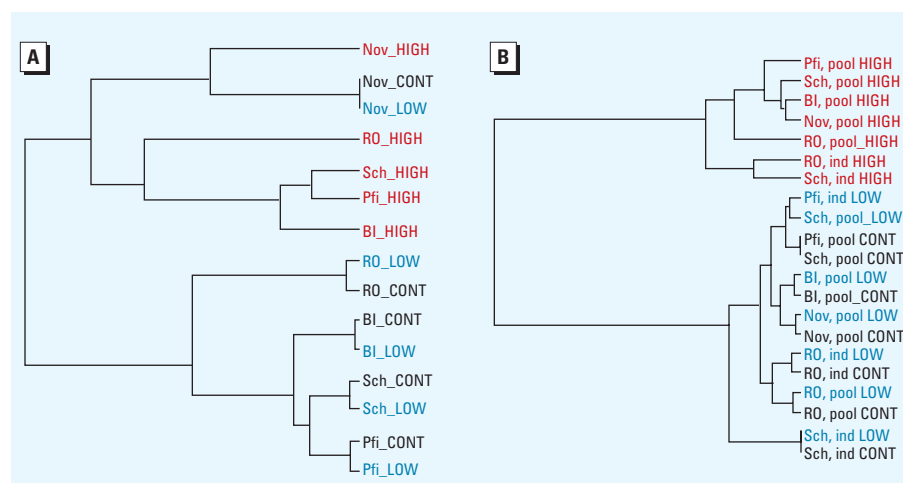 A
Nov_HIGH
Nov_CONT
Nov_LOW
RO_HIGH
Sch_HIGH
Pfi_HIGH
BI_HIGH
RO_LOW
RO_CONT
BI_CONT
BI_LOW
Sch_CONT
Sch_LOW
Pfi_CONT
Pfi_LOW
B
Pfi, pool HIGH
Sch, pool HIGH
BI, pool HIGH
Nov, pool HIGH
RO, pool_HIGH
RO, ind HIGH
Sch, ind HIGH
Pfi, ind LOW
Sch, pool_LOW
Pfi, pool CONT
Sch, pool CONT
BI, pool LOW
BI, pool_CONT
Nov, pool LOW
Nov, pool CONT
RO, ind LOW
RO, ind CONT
RO, pool LOW
RO, pool CONT
Sch, ind LOW
Sch, ind CONT